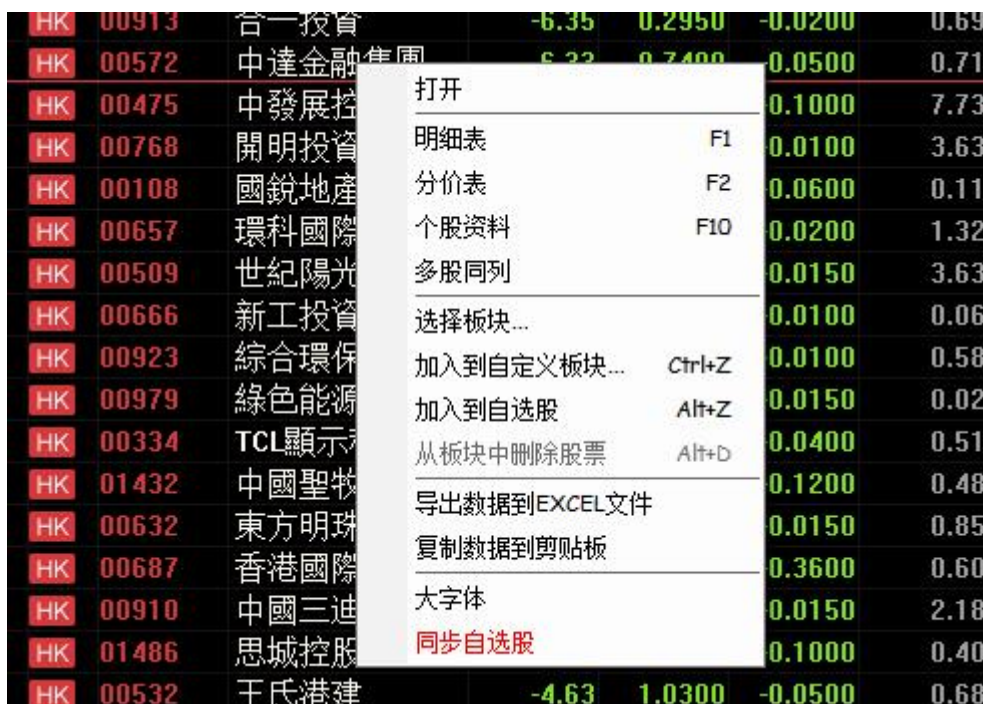 HK 00913 合一投資 -6.35 0.2950 -0.0200 0.69
HK 00572 中達金融集團 -6.33 0.7400 -0.0500 0.71
打开
HK 00475 中發展控 0.1000 7.73
明细表 F1
HK 00768 開明投資 0.0100 3.63
分价表 F2
HK 00108 國銳地產 0.0600 0.11
个股资料 F10
HK 00657 環科國際 0.0200 1.32
多股同列
HK 00509 世紀陽光 0.0150 3.63
选择板块...
HK 00666 新工投資 0.0100 0.06
加入到自定义板块... Ctrl+Z
HK 00923 綜合環保 0.0100 0.58
加入到自选股 Alt+Z
HK 00979 綠色能源 0.0150 0.02
从板块中删除股票 Alt+D
HK 00334 TCL顯示 0.0400 0.51
HK 01432 中國聖牧 0.1200 0.48
导出数据到EXCEL文件
HK 00632 東方明珠 0.0150 0.85
复制数据到剪贴板
HK 00687 香港國際 0.3600 0.60
大字体
HK 00910 中國三迪 0.0150 2.18
同步自选股
HK 01486 思城控股 0.1000 0.40
HK 00532 王氏港建 -4.63 1.0300 -0.0500 0.68